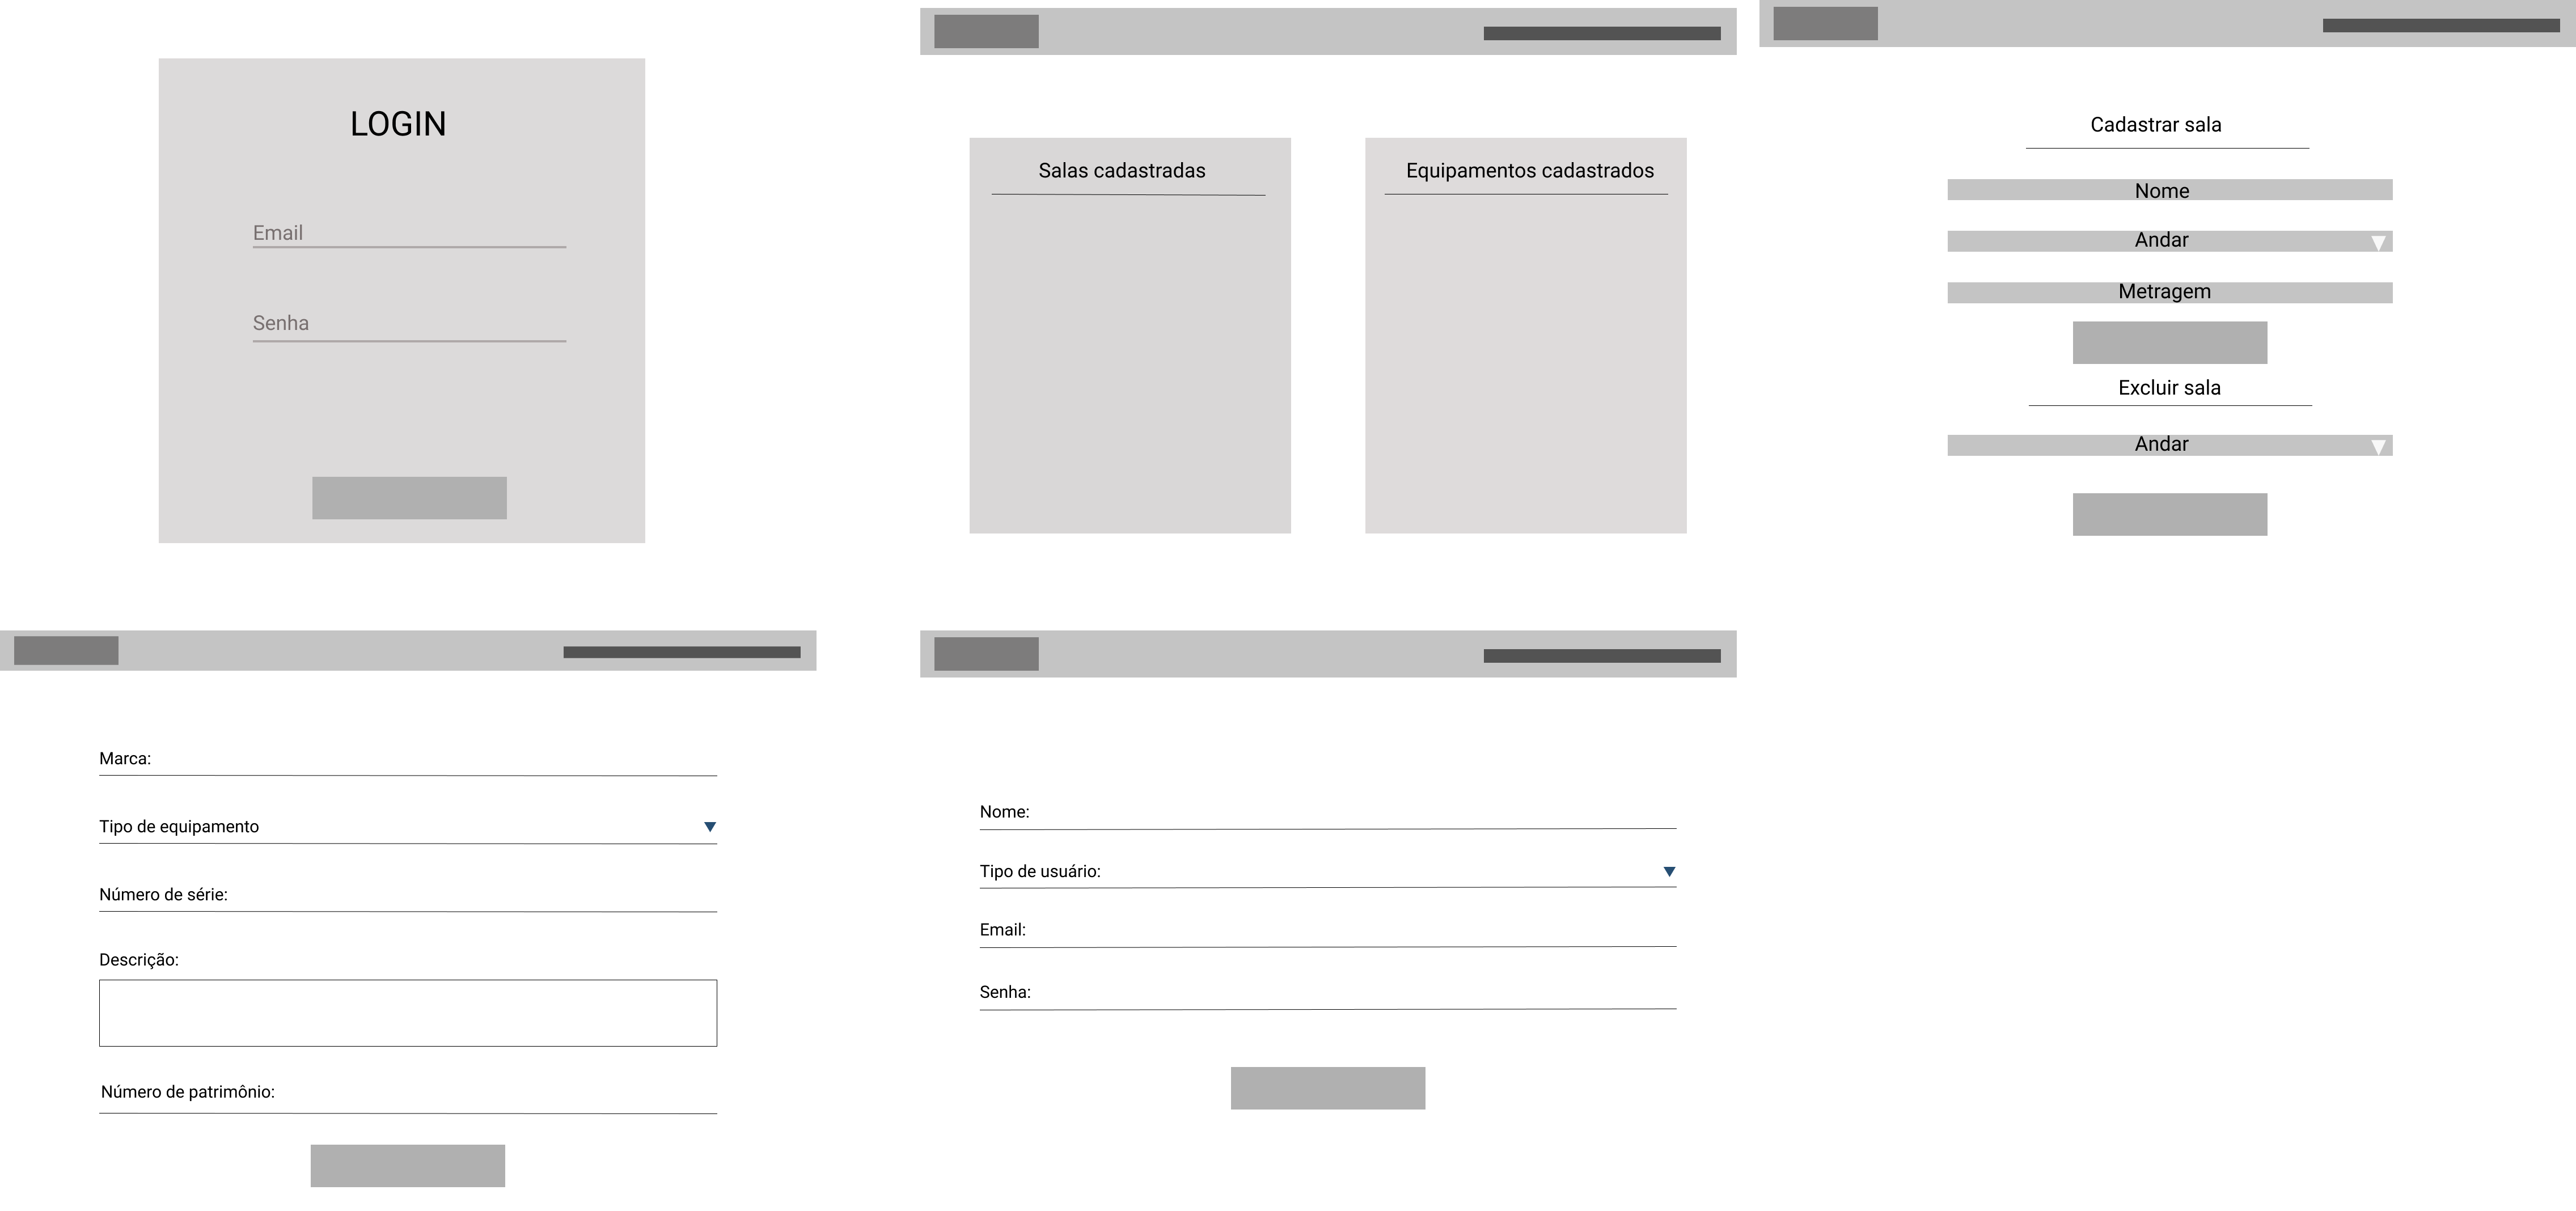 LOGIN
Email
Senha
Salas cadastradas
Equipamentos cadastrados
Cadastrar sala
Nome
Andar
Metragem
Excluir sala
Andar
Marca:
Tipo de equipamento
Número de série:
Descrição:
Número de patrimônio:
Nome:
Tipo de usuário:
Email:
Senha: